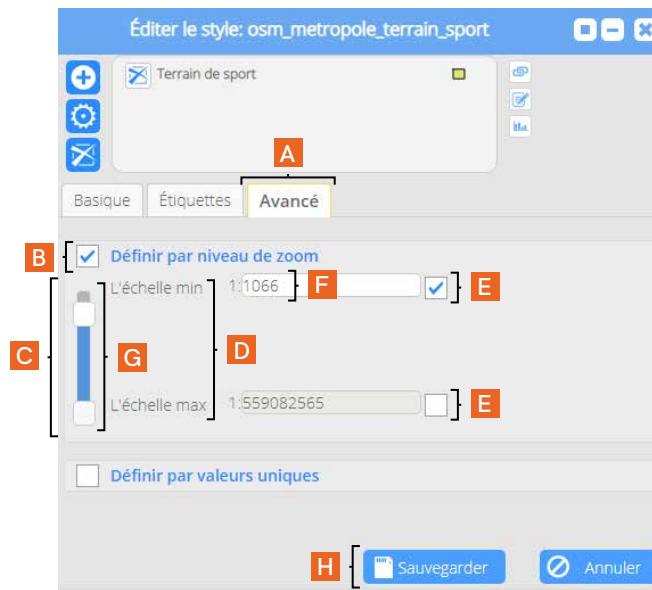 Éditer le style: osm_metropole_terrain_sport
Terrain de sport
A
Basique Étiquettes Avancé
B Définir par niveau de zoom
L'échelle min 1:1066 F E
C G D
L'échelle max 1:559082565 E
Définir par valeurs uniques
H Sauvegarder Annuler